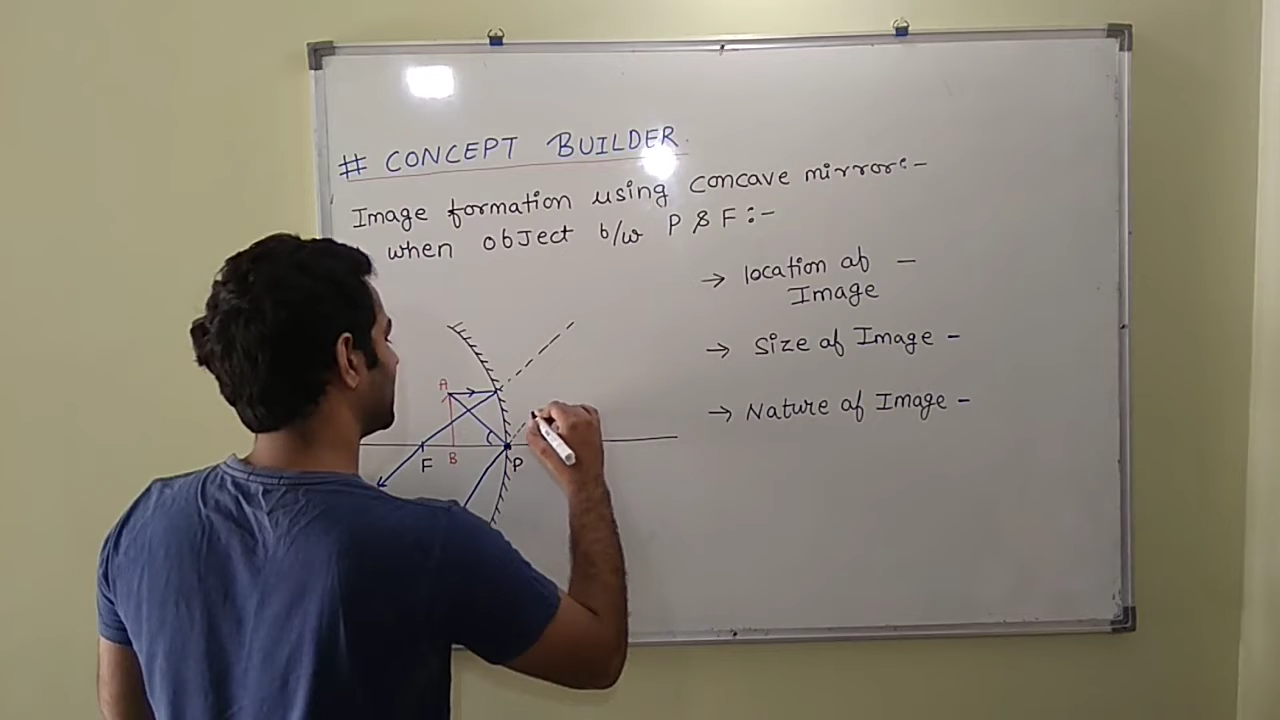 # CONCEPT BUILDER.
Image formation using concave mirror:-
when object b/w P & F:-
→ location of -
Image
→ Size of Image -
→ Nature of Image -
A
F B P